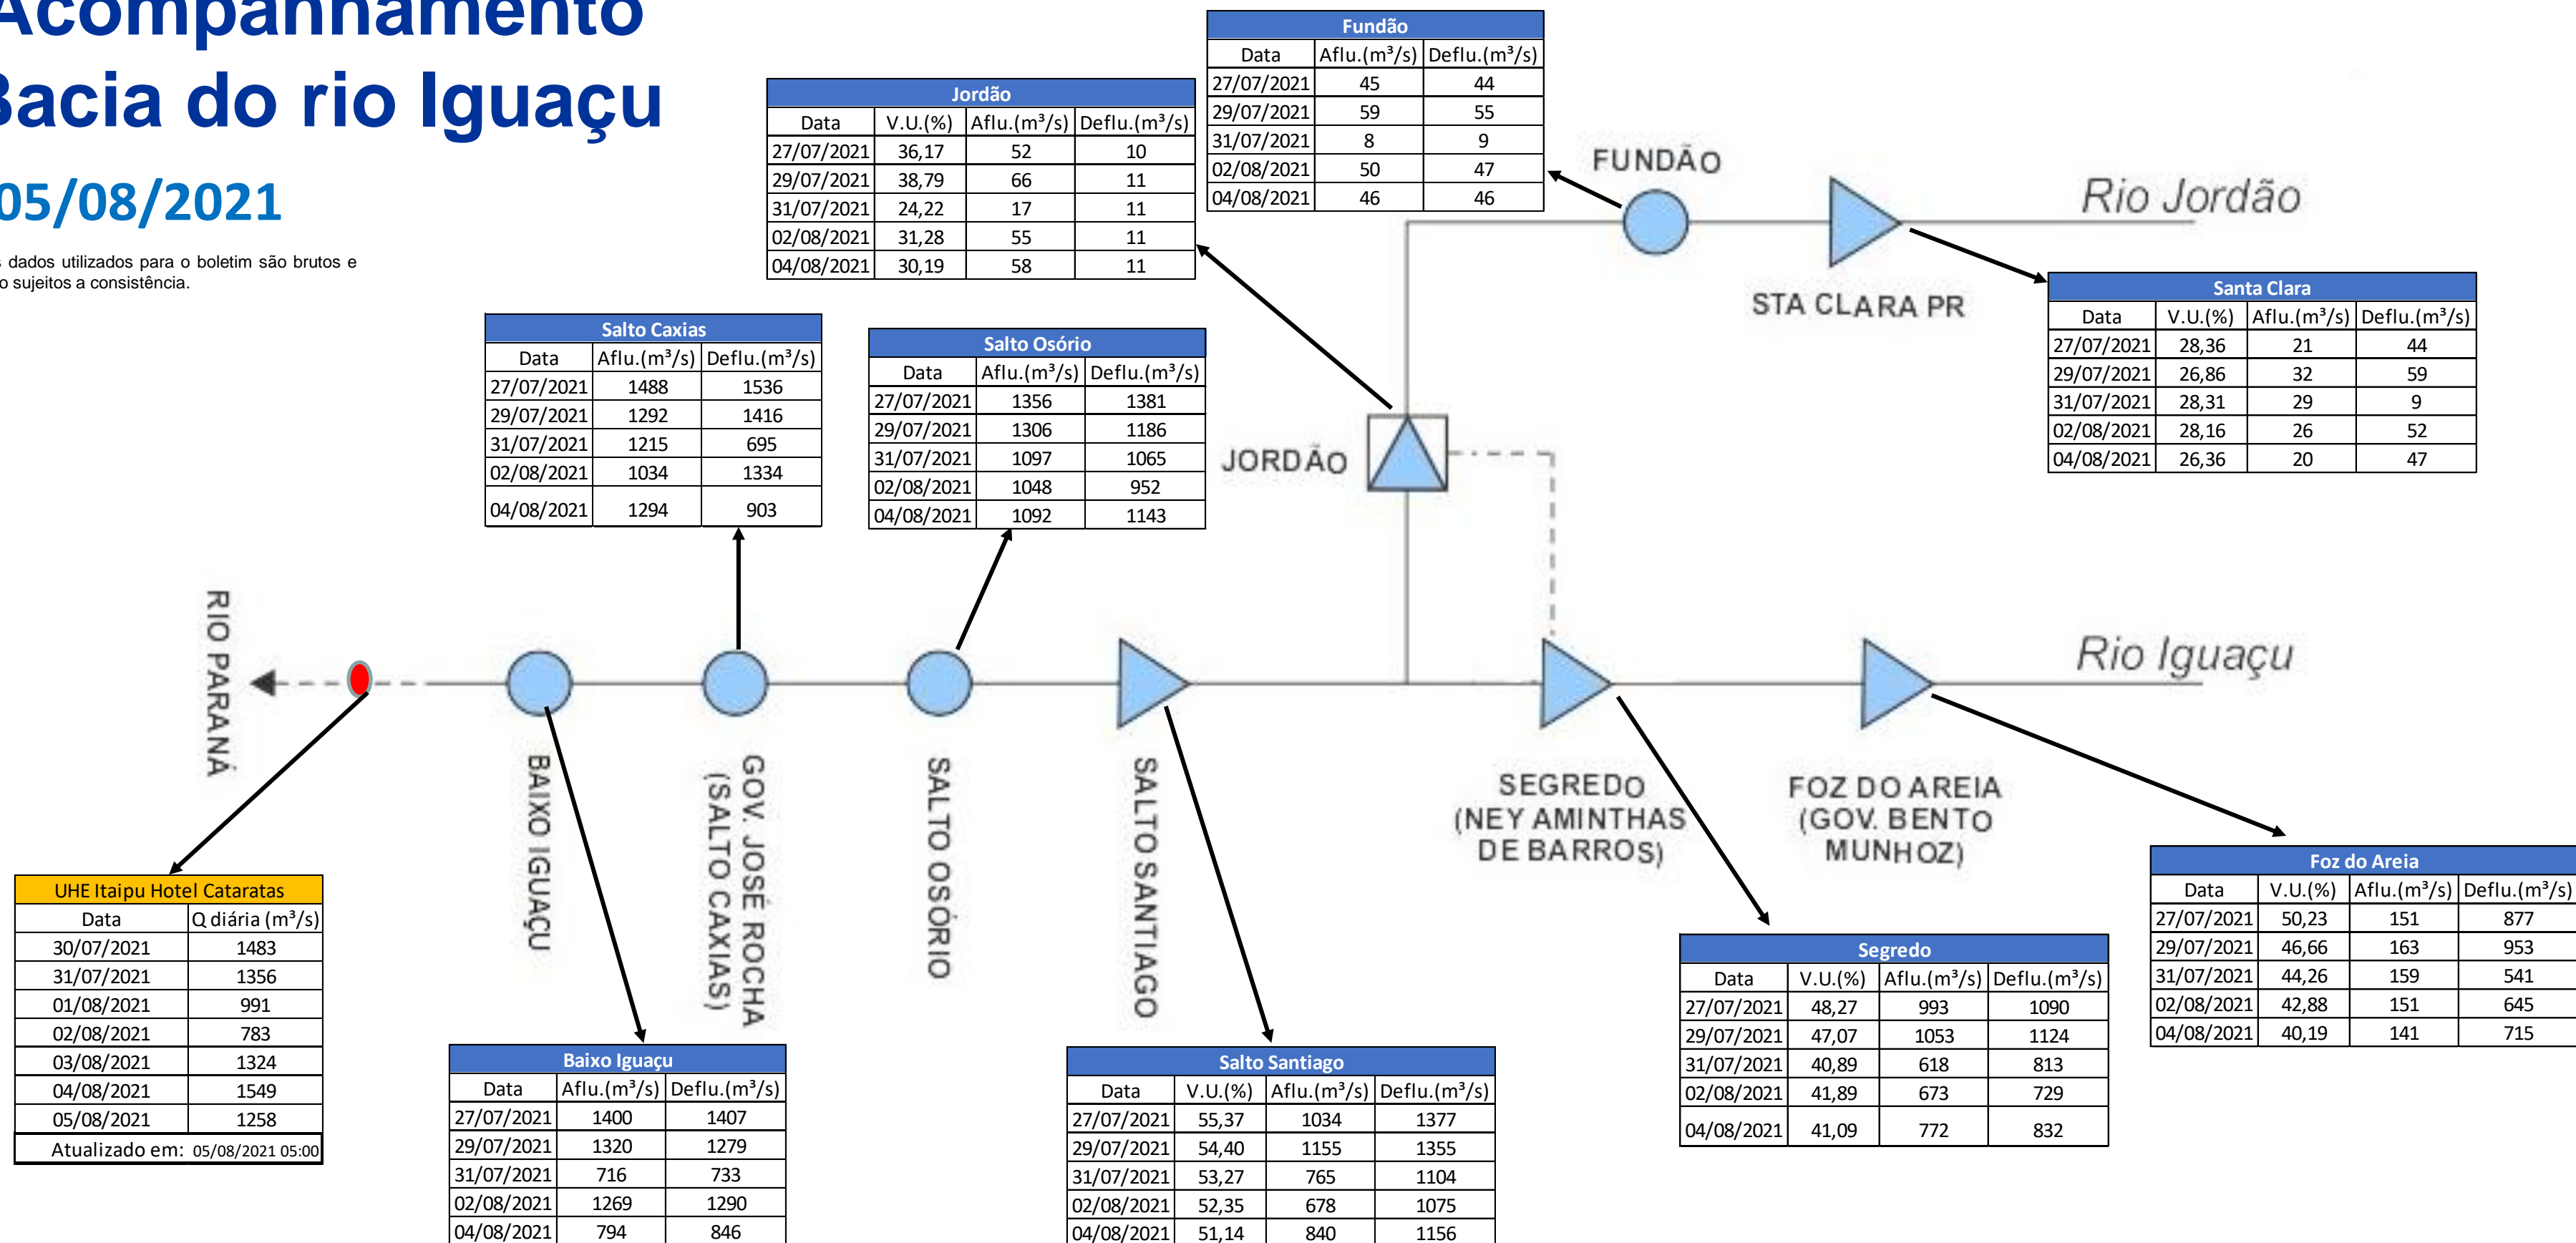 Acompanhamento
Bacia do rio Iguaçu
05/08/2021
s dados utilizados para o boletim são brutos e
o sujeitos a consistência.
Fundão
Data Aflu.(m³/s) Deflu.(m³/s)
27/07/2021 45 44
29/07/2021 59 55
31/07/2021 8 9
02/08/2021 50 47
04/08/2021 46 46
Jordão
Data V.U.(%) Aflu.(m³/s) Deflu.(m³/s)
27/07/2021 36,17 52 10
29/07/2021 38,79 66 11
31/07/2021 24,22 17 11
02/08/2021 31,28 55 11
04/08/2021 30,19 58 11
FUNDÃO
Rio Jordão
STA CLARA PR
Santa Clara
Data V.U.(%) Aflu.(m³/s) Deflu.(m³/s)
27/07/2021 28,36 21 44
29/07/2021 26,86 32 59
31/07/2021 28,31 29 9
02/08/2021 28,16 26 52
04/08/2021 26,36 20 47
Salto Caxias
Data Aflu.(m³/s) Deflu.(m³/s)
27/07/2021 1488 1536
29/07/2021 1292 1416
31/07/2021 1215 695
02/08/2021 1034 1334
04/08/2021 1294 903
Salto Osório
Data Aflu.(m³/s) Deflu.(m³/s)
27/07/2021 1356 1381
29/07/2021 1306 1186
31/07/2021 1097 1065
02/08/2021 1048 952
04/08/2021 1092 1143
JORDÃO
RIO PARANÁ
Rio Iguaçu
BAIXO IGUAÇU
GOV. JOSÉ ROCHA
(SALTO CAXIAS)
SALTO OSÓRIO
SALTO SANTIAGO
SEGREDO
(NEY AMINTHAS
DE BARROS)
FOZ DO AREIA
(GOV. BENTO
MUNHOZ)
UHE Itaipu Hotel Cataratas
Data Q diária (m³/s)
30/07/2021 1483
31/07/2021 1356
01/08/2021 991
02/08/2021 783
03/08/2021 1324
04/08/2021 1549
05/08/2021 1258
Atualizado em: 05/08/2021 05:00
Baixo Iguaçu
Data Aflu.(m³/s) Deflu.(m³/s)
27/07/2021 1400 1407
29/07/2021 1320 1279
31/07/2021 716 733
02/08/2021 1269 1290
04/08/2021 794 846
Salto Santiago
Data V.U.(%) Aflu.(m³/s) Deflu.(m³/s)
27/07/2021 55,37 1034 1377
29/07/2021 54,40 1155 1355
31/07/2021 53,27 765 1104
02/08/2021 52,35 678 1075
04/08/2021 51,14 840 1156
Segredo
Data V.U.(%) Aflu.(m³/s) Deflu.(m³/s)
27/07/2021 48,27 993 1090
29/07/2021 47,07 1053 1124
31/07/2021 40,89 618 813
02/08/2021 41,89 673 729
04/08/2021 41,09 772 832
Foz do Areia
Data V.U.(%) Aflu.(m³/s) Deflu.(m³/s)
27/07/2021 50,23 151 877
29/07/2021 46,66 163 953
31/07/2021 44,26 159 541
02/08/2021 42,88 151 645
04/08/2021 40,19 141 715